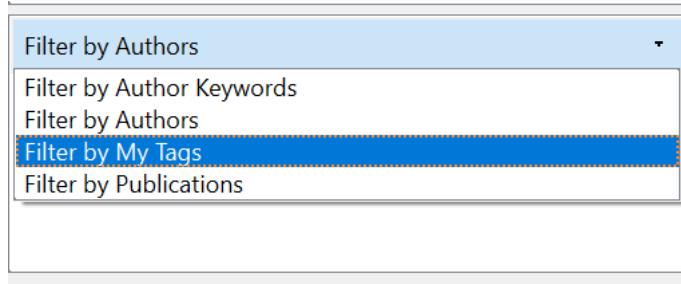 Filter by Authors
Filter by Author Keywords
Filter by Authors
Filter by My Tags
Filter by Publications